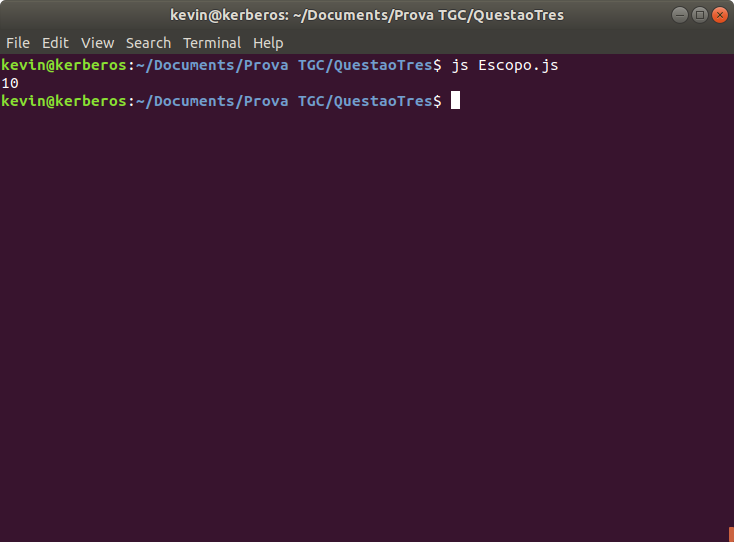 kevin@kerberos: ~/Documents/Prova TGC/QuestaoTres
File Edit View Search Terminal Help
kevin@kerberos:~/Documents/Prova TGC/QuestaoTres$ js Escopo.js
10
kevin@kerberos:~/Documents/Prova TGC/QuestaoTres$